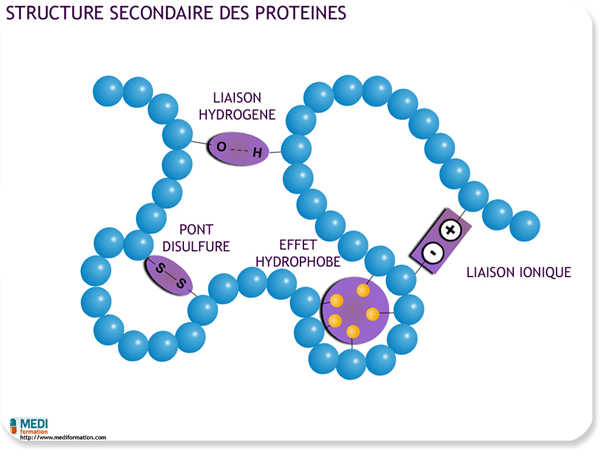 STRUCTURE SECONDAIRE DES PROTEINES
LIAISON
HYDROGENE
O --- H
PONT
DISULFURE
S — S
EFFET
HYDROPHOBE
+
-
LIAISON IONIQUE
MEDI
formation
http://www.mediformation.com